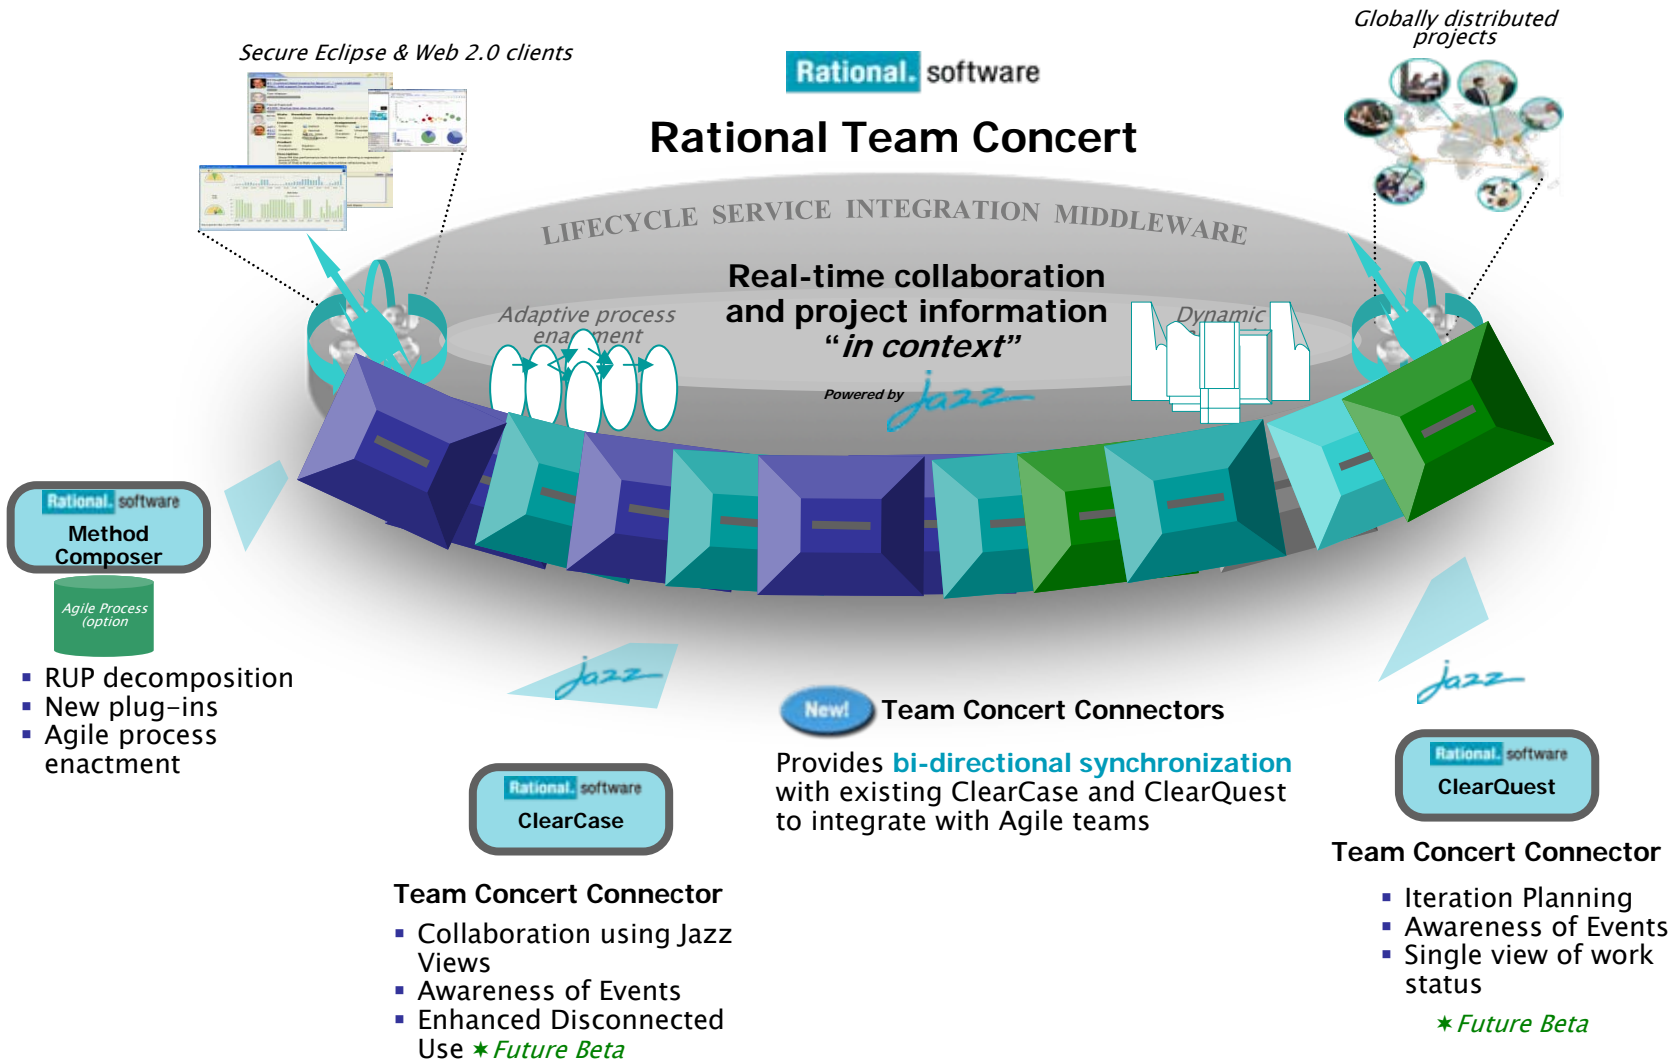 Secure Eclipse & Web 2.0 clients
Globally distributed
projects
Rational. software
Rational Team Concert
LIFECYCLE SERVICE INTEGRATION MIDDLEWARE
Real-time collaboration
and project information
“in context”
Powered by
jazz
Adaptive process
enactment
Dynamic
Rational. software
Method
Composer
Agile Process
(option
▪ RUP decomposition
▪ New plug-ins
▪ Agile process
enactment
jazz
Rational. software
ClearCase
Team Concert Connector
▪ Collaboration using Jazz
Views
▪ Awareness of Events
▪ Enhanced Disconnected
Use ✶ Future Beta
New! Team Concert Connectors
Provides bi-directional synchronization
with existing ClearCase and ClearQuest
to integrate with Agile teams
jazz
Rational. software
ClearQuest
Team Concert Connector
▪ Iteration Planning
▪ Awareness of Events
▪ Single view of work
status
✶ Future Beta